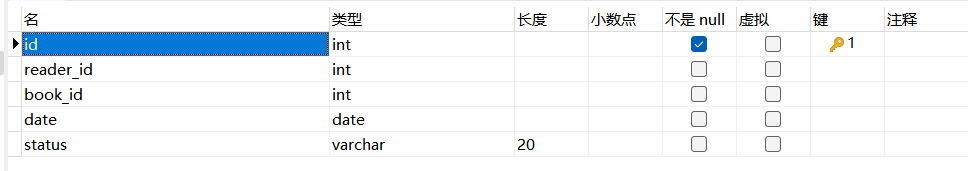 名 类型 长度 小数点 不是 null 虚拟 键 注释
id int 1
reader_id int
book_id int
date date
status varchar 20